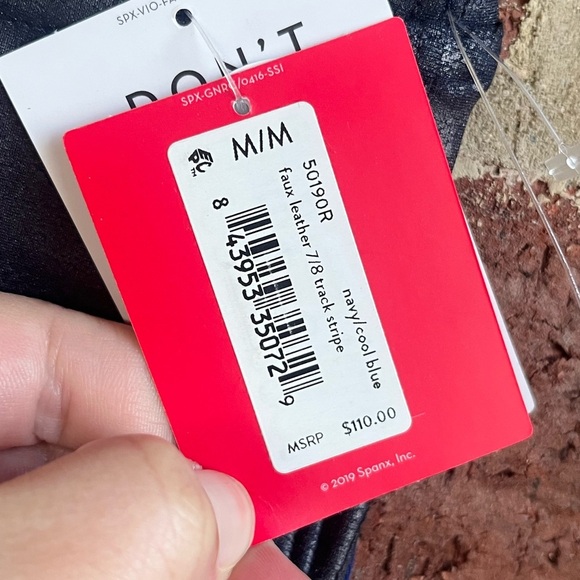 SPX-VIO-FA
DON'T
SPX-GNRC/0416-SSI
M/M
50190R
navy/cool blue
faux leather 7/8 track stripe
8 43953 35072 9
MSRP $110.00
© 2019 Spanx, Inc.